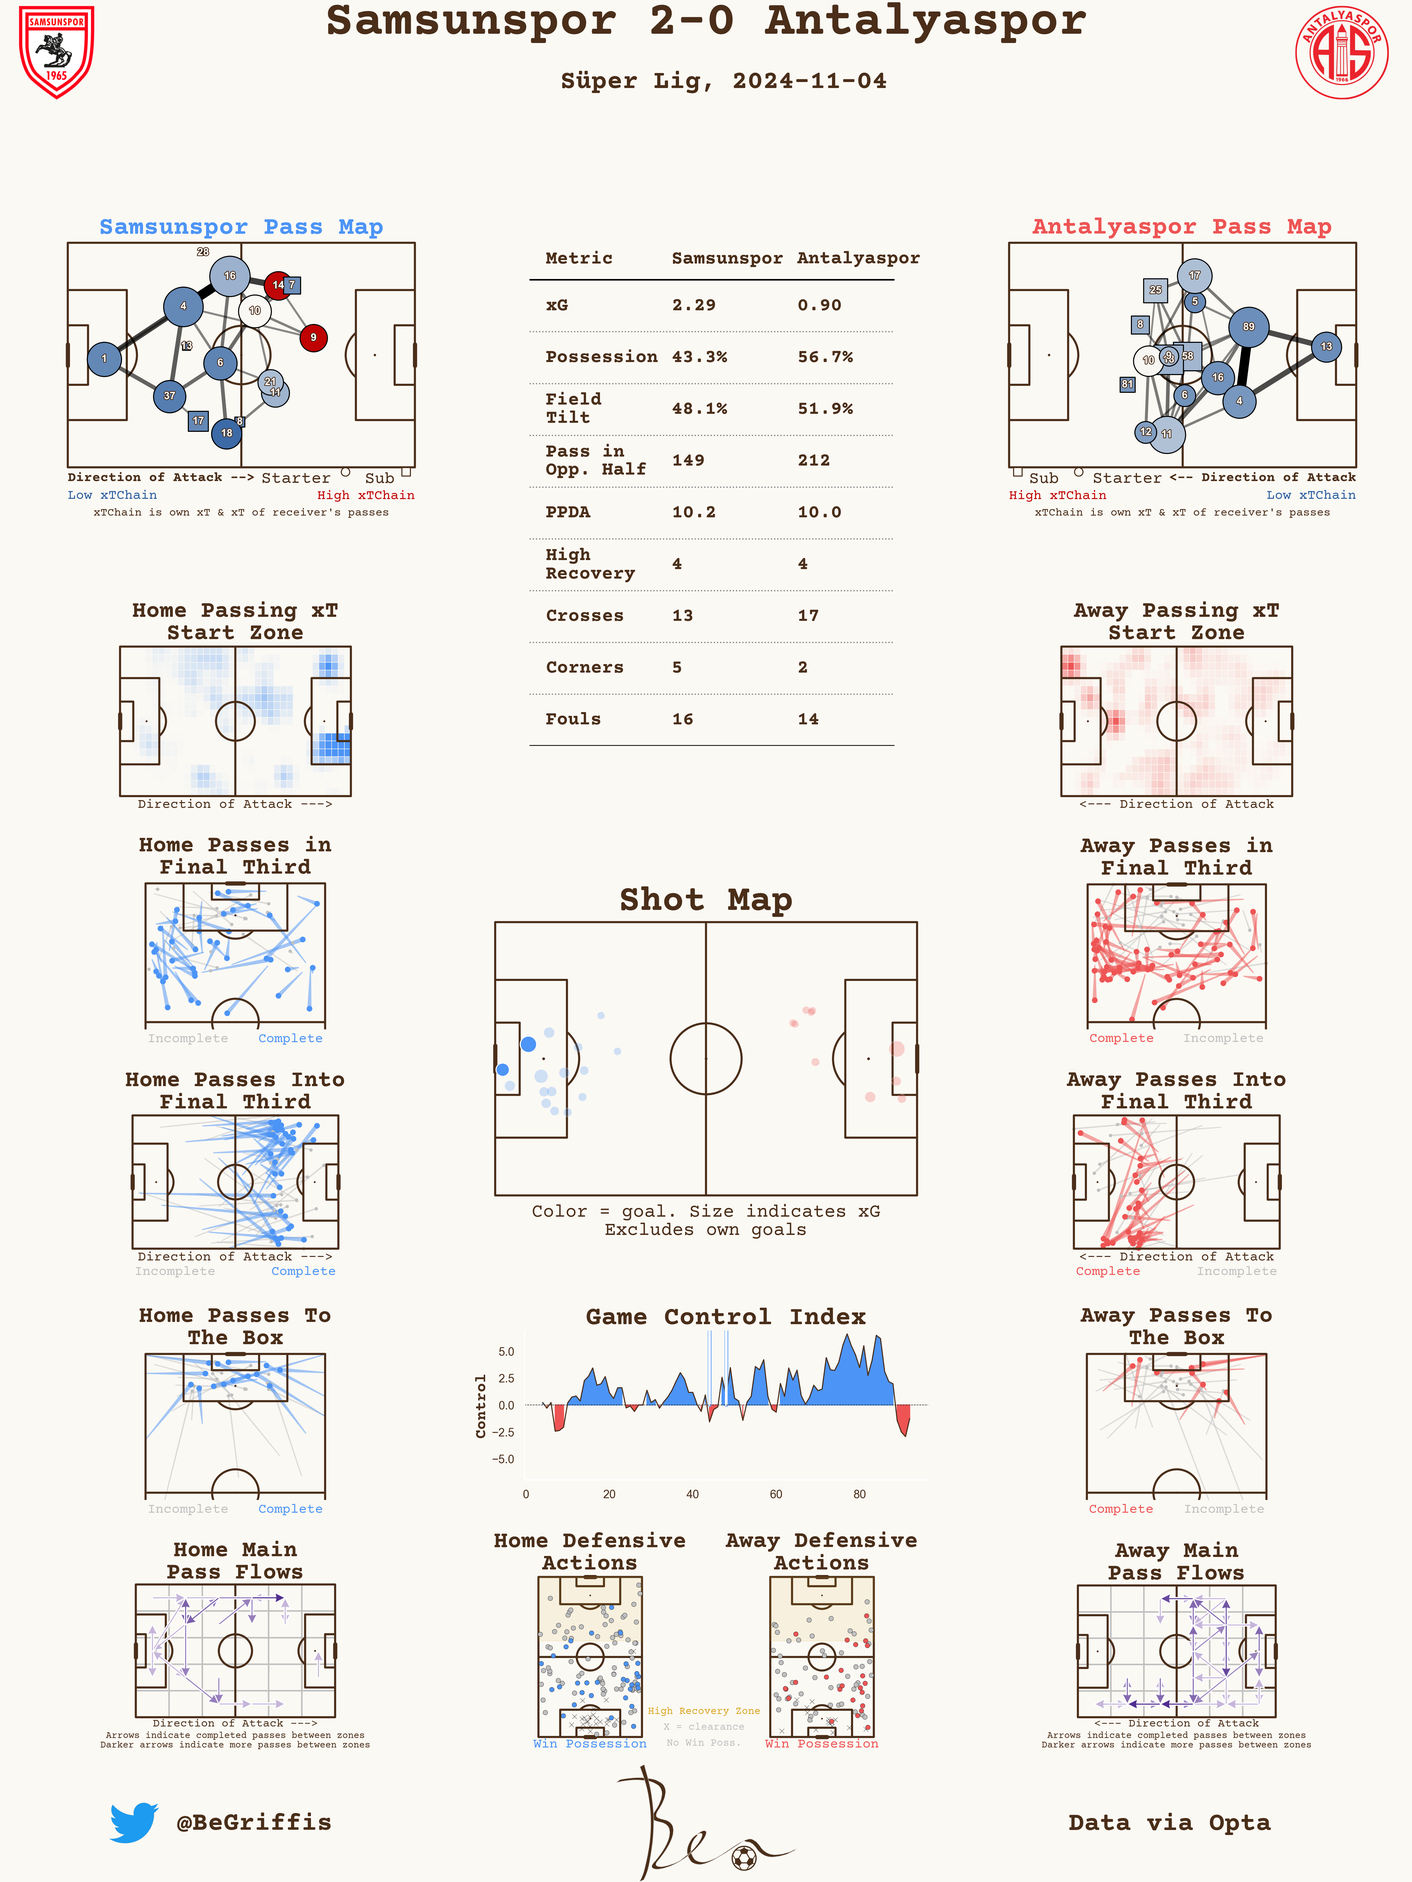 Samsunspor 2-0 Antalyaspor
Süper Lig, 2024-11-04
SAMSUNSPOR
1965
ANTALYASPOR
1966
Samsunspor Pass Map
28
16
14
7
4
10
13
9
1
6
21
11
37
17
8
18
Direction of Attack --> Starter Sub
Low xTChain High xTChain
xTChain is own xT & xT of receiver's passes
Metric Samsunspor Antalyaspor
xG 2.29 0.90
Possession 43.3% 56.7%
Field
Tilt 48.1% 51.9%
Pass in
Opp. Half 149 212
PPDA 10.2 10.0
High
Recovery 4 4
Crosses 13 17
Corners 5 2
Fouls 16 14
Antalyaspor Pass Map
17
25
5
8
89
13
10
9
58
16
81
6
4
12
11
Sub Starter <-- Direction of Attack
High xTChain Low xTChain
xTChain is own xT & xT of receiver's passes
Home Passing xT
Start Zone
Direction of Attack --->
Away Passing xT
Start Zone
<--- Direction of Attack
Home Passes in
Final Third
Incomplete Complete
Away Passes in
Final Third
Complete Incomplete
Shot Map
Color = goal. Size indicates xG
Excludes own goals
Home Passes Into
Final Third
Direction of Attack --->
Incomplete Complete
Away Passes Into
Final Third
<--- Direction of Attack
Complete Incomplete
Home Passes To
The Box
Incomplete Complete
Game Control Index
Control
5.0
2.5
0.0
−2.5
−5.0
0 20 40 60 80
Away Passes To
The Box
Complete Incomplete
Home Main
Pass Flows
Direction of Attack --->
Arrows indicate completed passes between zones
Darker arrows indicate more passes between zones
Home Defensive
Actions
Win Possession
High Recovery Zone
X = clearance
No Win Poss.
Away Defensive
Actions
Win Possession
Away Main
Pass Flows
<--- Direction of Attack
Arrows indicate completed passes between zones
Darker arrows indicate more passes between zones
@BeGriffis
Ben
Data via Opta